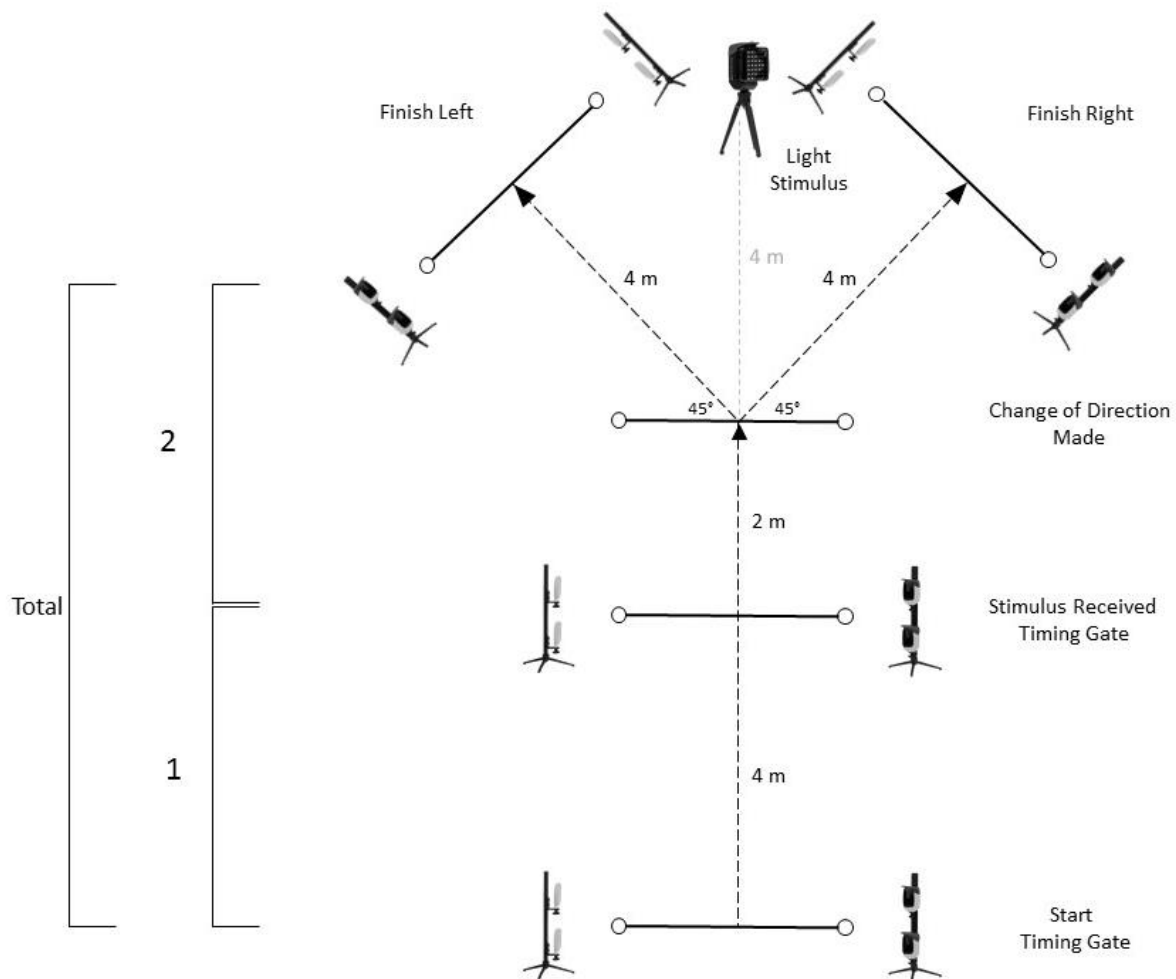 Finish Left
Finish Right
Light
Stimulus
4 m
4 m
4 m
45°
45°
Change of Direction
Made
2
2 m
Total
Stimulus Received
Timing Gate
1
4 m
Start
Timing Gate